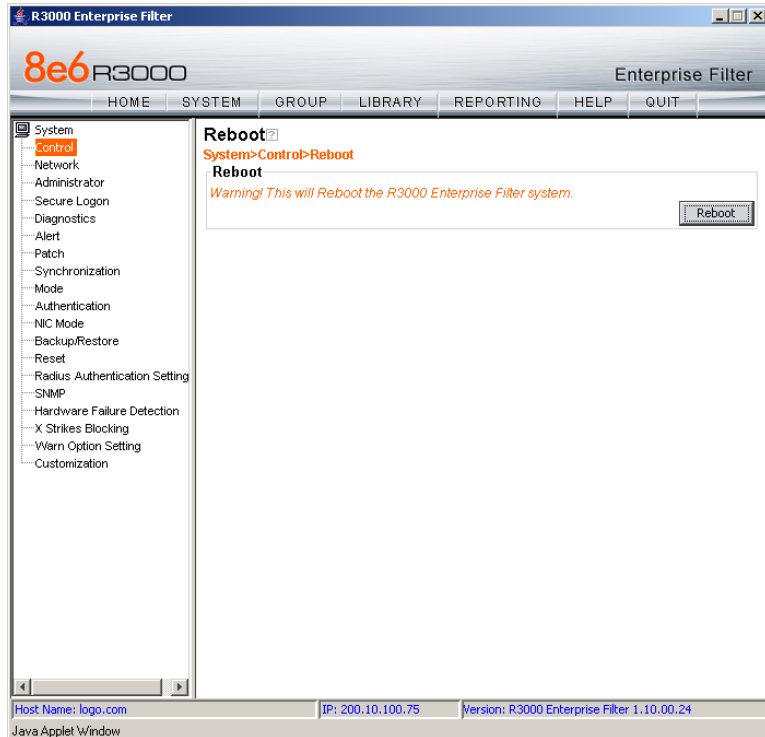 R3000 Enterprise Filter
8e6 R3000
Enterprise Filter
HOME SYSTEM GROUP LIBRARY REPORTING HELP QUIT
System
Control
Network
Administrator
Secure Logon
Diagnostics
Alert
Patch
Synchronization
Mode
Authentication
NIC Mode
Backup/Restore
Reset
Radius Authentication Setting
SNMP
Hardware Failure Detection
X Strikes Blocking
Warn Option Setting
Customization
Reboot ?
System>Control>Reboot
Reboot
Warning! This will Reboot the R3000 Enterprise Filter system.
Reboot
Host Name: logo.com IP: 200.10.100.75 Version: R3000 Enterprise Filter 1.10.00.24
Java Applet Window